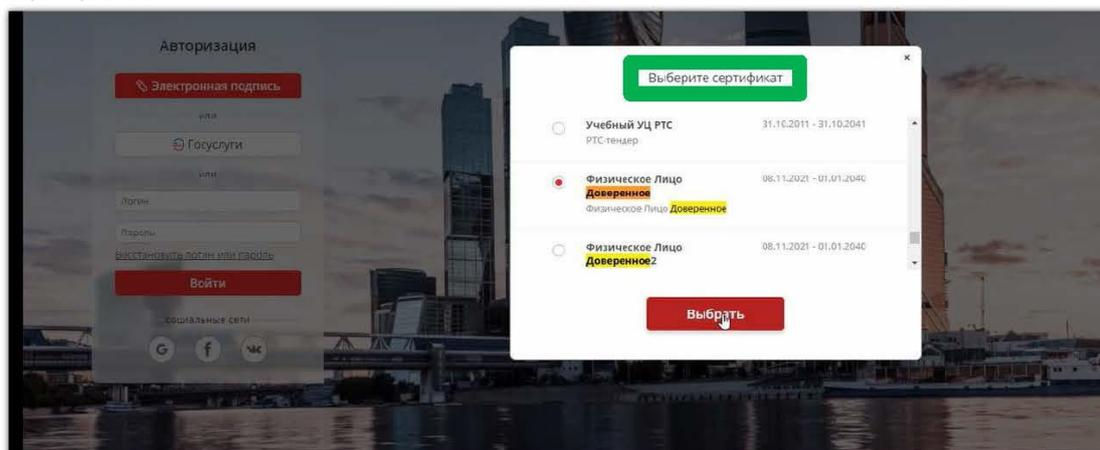 Авторизация
Электронная подпись
или
Госуслуги
или
Логин
Пароль
Восстановить логин или пароль
Войти
социальные сети
G f
Выберите сертификат
×
Учебный УЦ РТС 31.10.2011 - 31.10.2041
РТС-тендер
Физическое Лицо 08.11.2021 - 01.01.2040
Доверенное
Физическое Лицо Доверенное
Физическое Лицо 08.11.2021 - 01.01.2040
Доверенное2
Выбрать